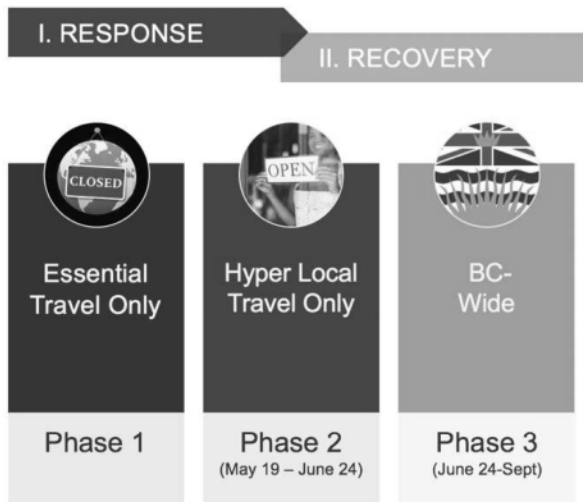 I. RESPONSE
II. RECOVERY
CLOSED
Essential
Travel Only
Phase 1
OPEN
Hyper Local
Travel Only
Phase 2
(May 19 – June 24)
BC-
Wide
Phase 3
(June 24-Sept)